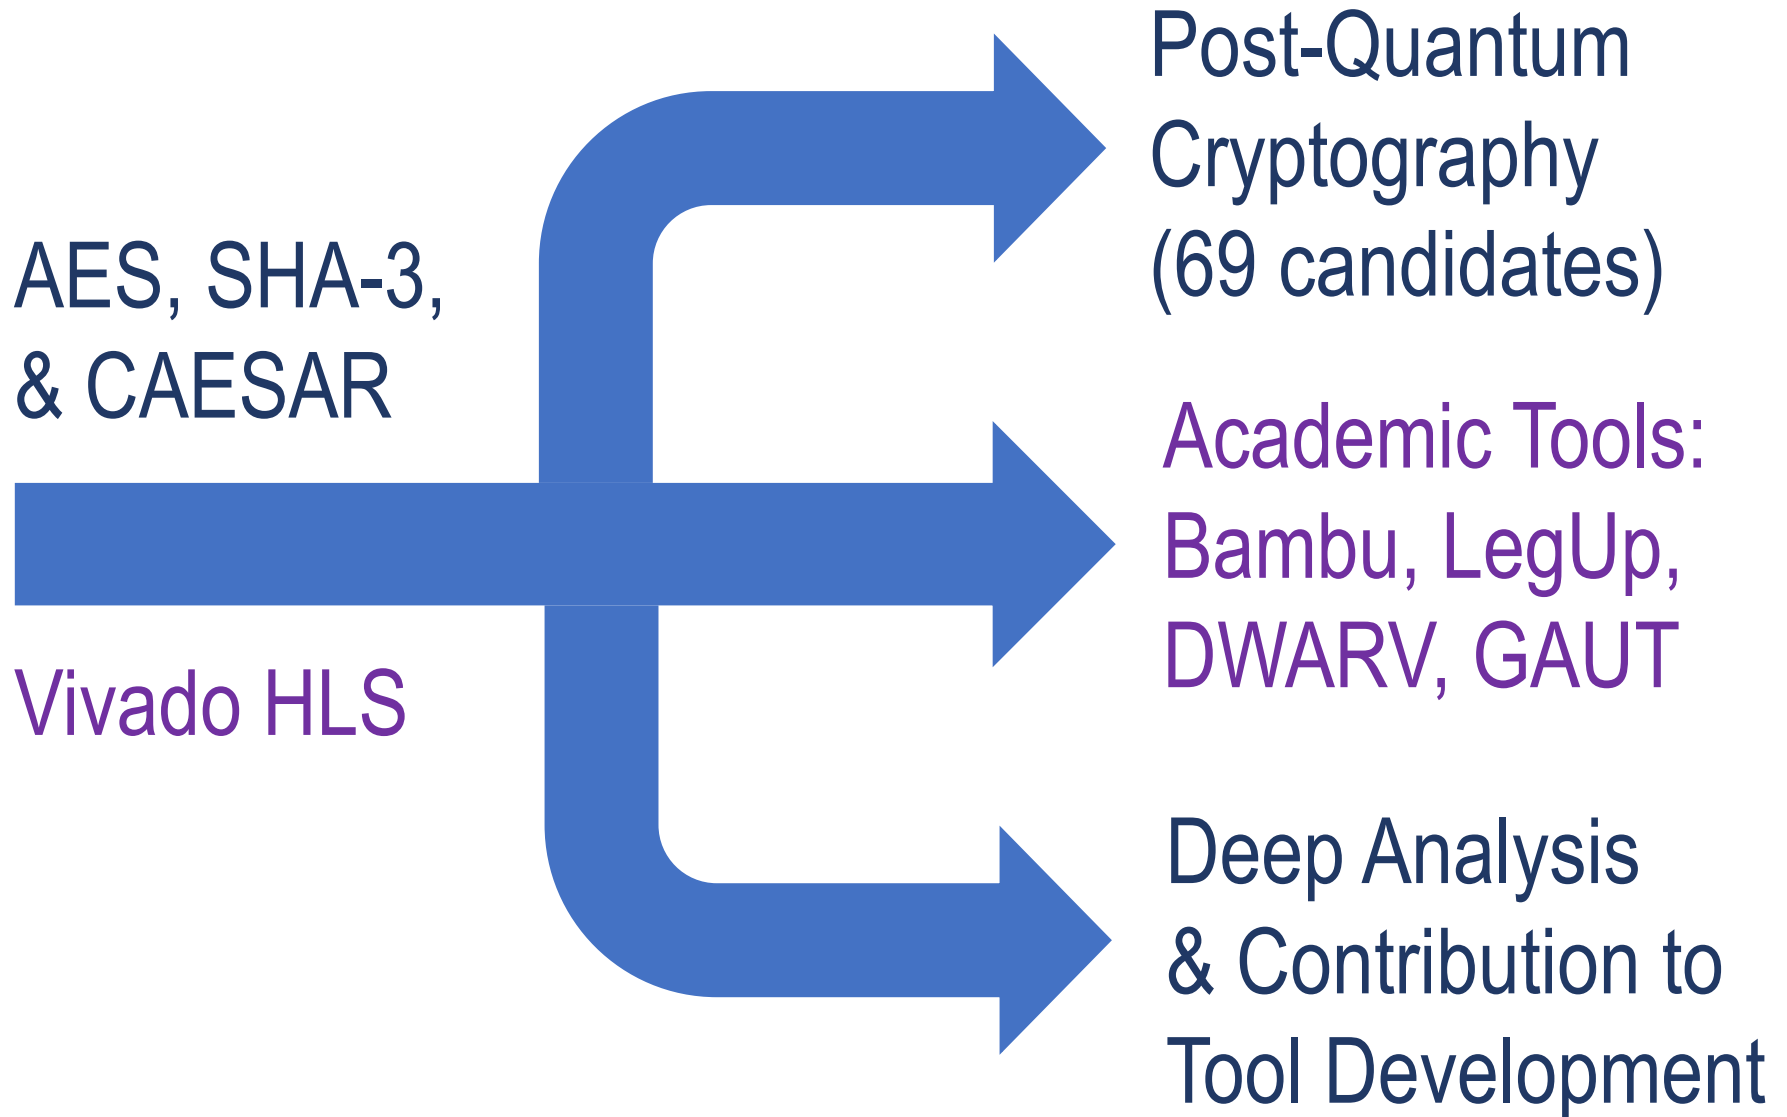 AES, SHA-3,
& CAESAR
Vivado HLS
Post-Quantum
Cryptography
(69 candidates)
Academic Tools:
Bambu, LegUp,
DWARV, GAUT
Deep Analysis
& Contribution to
Tool Development